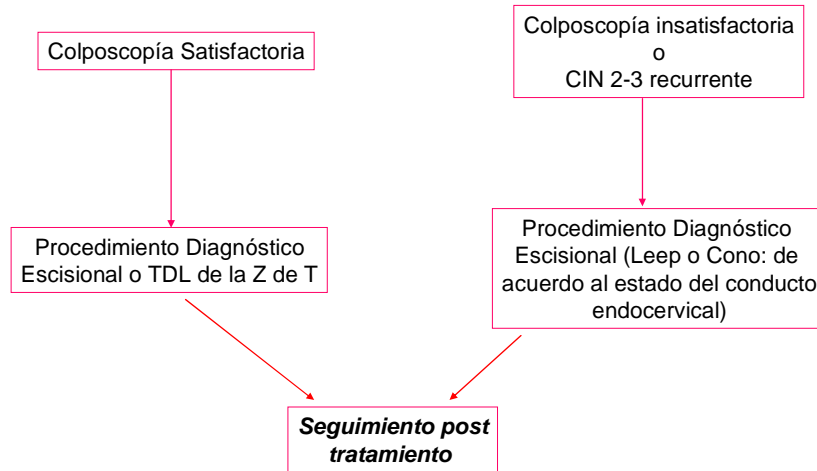 Colposcopía Satisfactoria
Colposcopía insatisfactoria
o
CIN 2-3 recurrente
Procedimiento Diagnóstico
Escisional o TDL de la Z de T
Procedimiento Diagnóstico
Escisional (Leep o Cono: de
acuerdo al estado del conducto
endocervical)
Seguimiento post
tratamiento